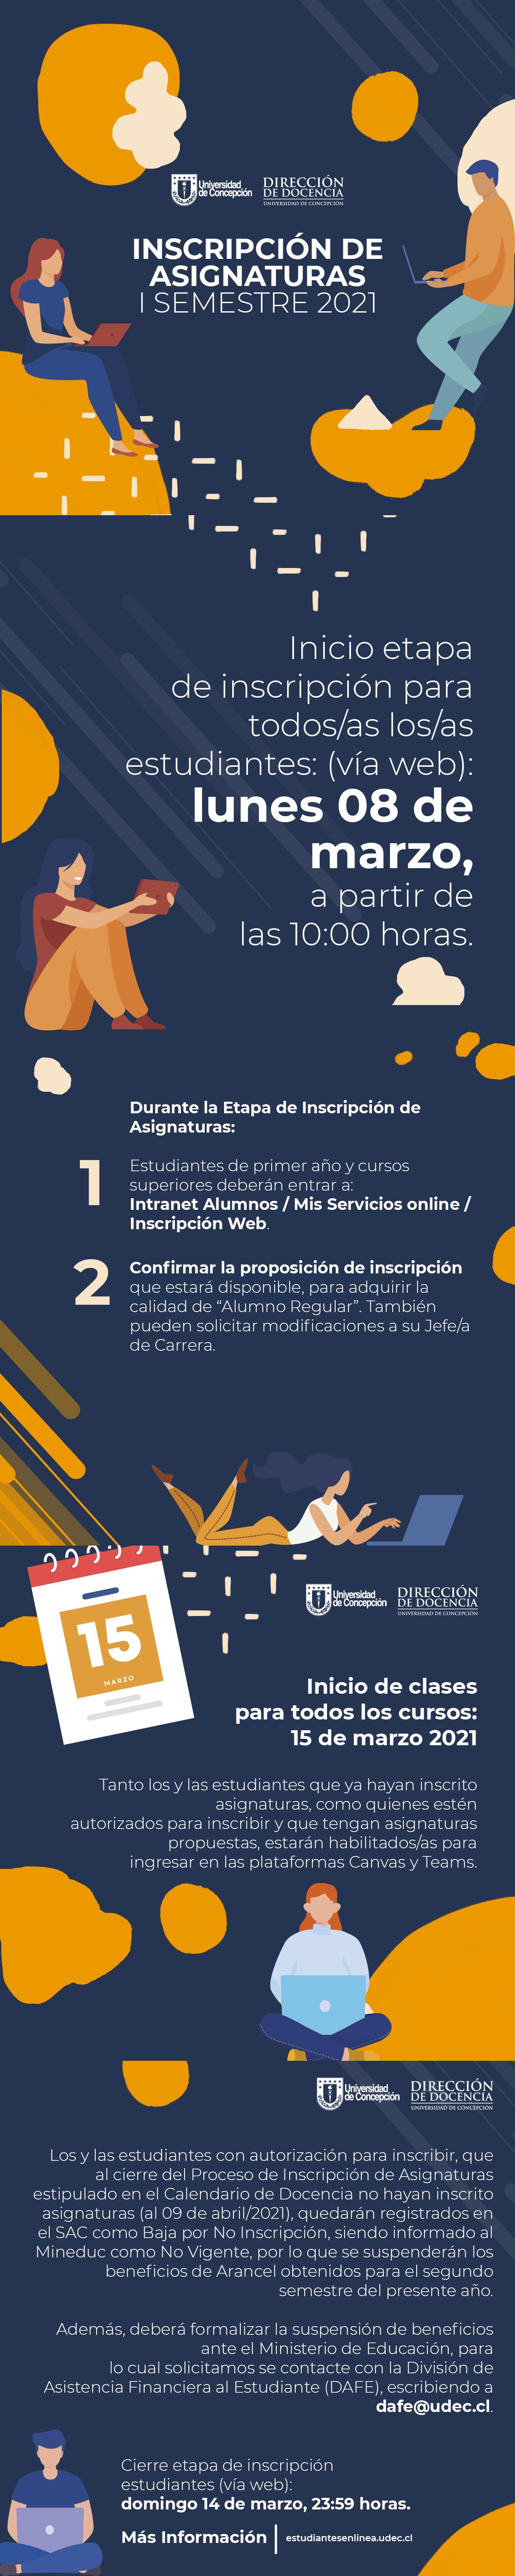 Universidad
de Concepción
DIRECCIÓN
DE DOCENCIA
UNIVERSIDAD DE CONCEPCIÓN
INSCRIPCIÓN DE
ASIGNATURAS
I SEMESTRE 2021
Inicio etapa
de inscripción para
todos/as los/as
estudiantes: (vía web):
lunes 08 de
marzo,
a partir de
las 10:00 horas.
Durante la Etapa de Inscripción de
Asignaturas:
1
Estudiantes de primer año y cursos
superiores deberán entrar a:
Intranet Alumnos / Mis Servicios online /
Inscripción Web.
2
Confirmar la proposición de inscripción
que estará disponible, para adquirir la
calidad de “Alumno Regular”. También
pueden solicitar modificaciones a su Jefe/a
de Carrera.
15
MARZO
Universidad
de Concepción
DIRECCIÓN
DE DOCENCIA
UNIVERSIDAD DE CONCEPCIÓN
Inicio de clases
para todos los cursos:
15 de marzo 2021
Tanto los y las estudiantes que ya hayan inscrito
asignaturas, como quienes estén
autorizados para inscribir y que tengan asignaturas
propuestas, estarán habilitados/as para
ingresar en las plataformas Canvas y Teams.
Universidad
de Concepción
DIRECCIÓN
DE DOCENCIA
UNIVERSIDAD DE CONCEPCIÓN
Los y las estudiantes con autorización para inscribir, que
al cierre del Proceso de Inscripción de Asignaturas
estipulado en el Calendario de Docencia no hayan inscrito
asignaturas (al 09 de abril/2021), quedarán registrados en
el SAC como Baja por No Inscripción, siendo informado al
Mineduc como No Vigente, por lo que se suspenderán los
beneficios de Arancel obtenidos para el segundo
semestre del presente año.
Además, deberá formalizar la suspensión de beneficios
ante el Ministerio de Educación, para
lo cual solicitamos se contacte con la División de
Asistencia Financiera al Estudiante (DAFE), escribiendo a
dafe@udec.cl.
Cierre etapa de inscripción
estudiantes (vía web):
domingo 14 de marzo, 23:59 horas.
Más Información | estudiantesenlinea.udec.cl